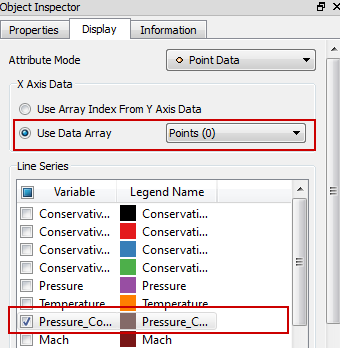 Object Inspector
Properties Display Information
Attribute Mode Point Data
X Axis Data
Use Array Index From Y Axis Data
Use Data Array Points (0)
Line Series
Variable Legend Name
Conservativ... Conservati...
Conservativ... Conservati...
Conservativ... Conservati...
Conservativ... Conservati...
Pressure Pressure
Temperature Temperature
Pressure_Co... Pressure_C...
Mach Mach